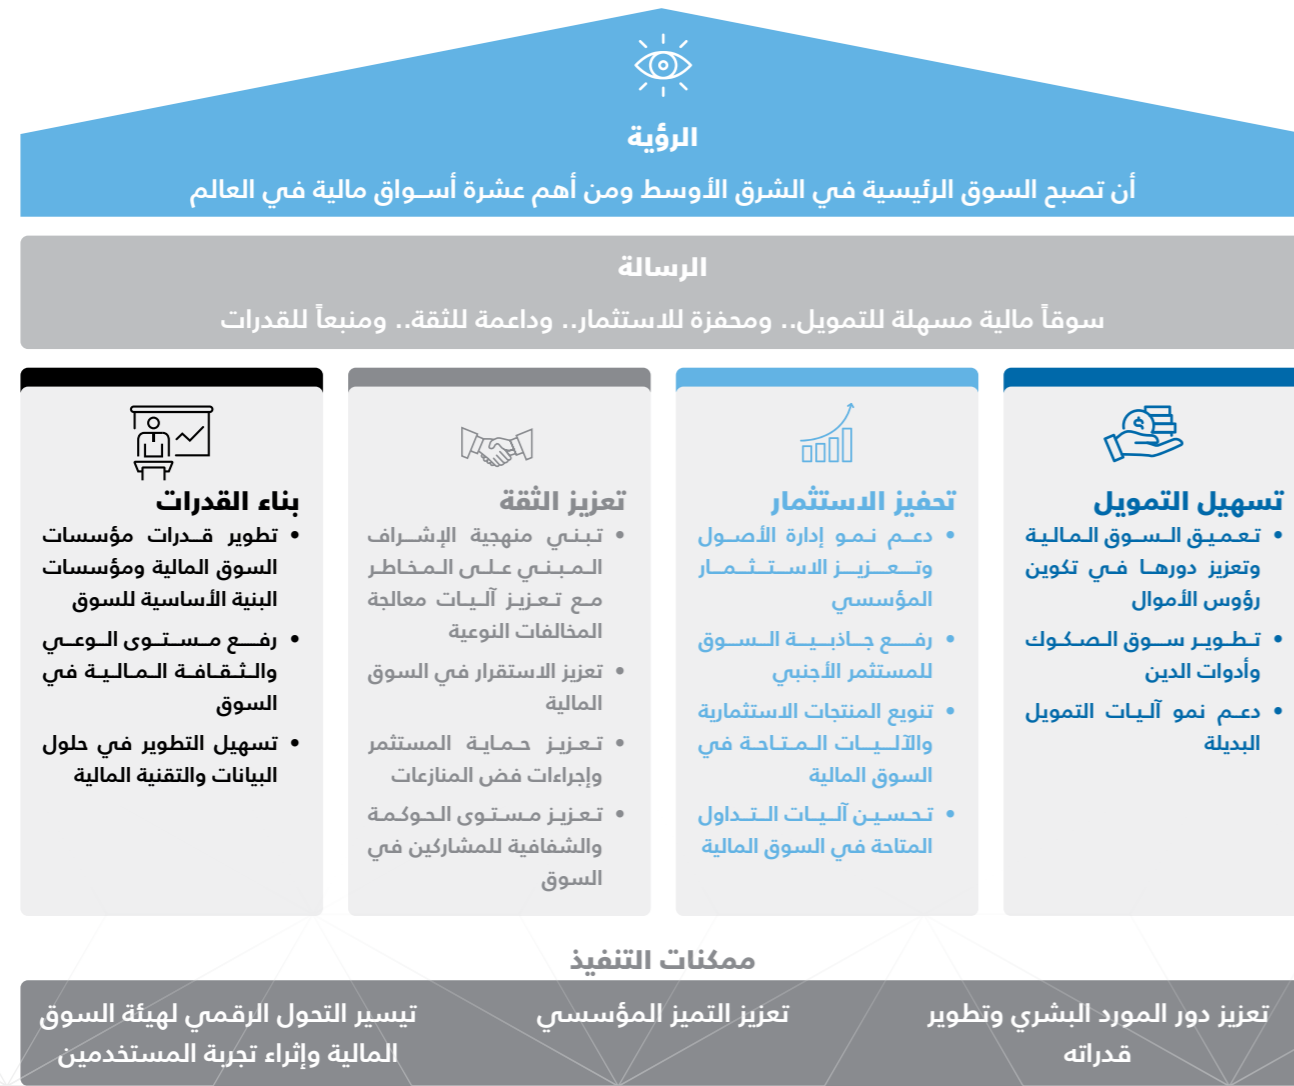 الرؤية
أن تصبح السوق الرئيسية في الشرق الأوسط ومن أهم عشرة أسواق مالية في العالم
الرسالة
سوقاً مالية مسهلة للتمويل.. ومحفزة للاستثمار.. وداعمة للثقة.. ومنبعاً للقدرات
تسهيل التمويل
• تعميق السوق المالية
وتعزيز دورها في تكوين
رؤوس الأموال
• تطوير سوق الصكوك
وأدوات الدين
• دعم نمو آليات التمويل
البديلة
تحفيز الاستثمار
• دعم نمو إدارة الأصول
وتعزيز الاستثمار
المؤسسي
• رفع جاذبية السوق
للمستثمر الأجنبي
• تنويع المنتجات الاستثمارية
والآليات المتاحة في
السوق المالية
• تحسين آليات التداول
المتاحة في السوق المالية
تعزيز الثقة
• تبني منهجية الإشراف
المبني على المخاطر
مع تعزيز آليات معالجة
المخالفات النوعية
• تعزيز الاستقرار في السوق
المالية
• تعزيز حماية المستثمر
وإجراءات فض المنازعات
• تعزيز مستوى الحوكمة
والشفافية للمشاركين في
السوق
بناء القدرات
• تطوير قدرات مؤسسات
السوق المالية ومؤسسات
البنية الأساسية للسوق
• رفع مستوى الوعي
والثقافة المالية في
السوق
• تسهيل التطوير في حلول
البيانات والتقنية المالية
ممكنات التنفيذ
تعزيز دور المورد البشري وتطوير
قدراته
تعزيز التميز المؤسسي
تيسير التحول الرقمي لهيئة السوق
المالية وإثراء تجربة المستخدمين